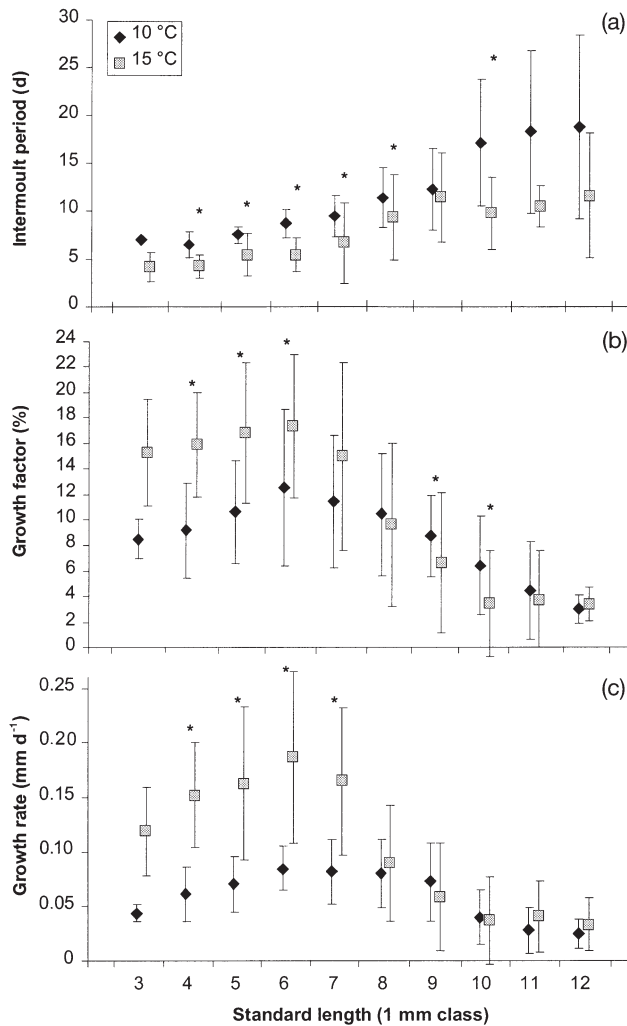 (a)
10 °C
15 °C
Intermoult period (d)
30
25
20
15
10
5
0
* * * * * *
(b)
Growth factor (%)
24
22
20
18
16
14
12
10
8
6
4
2
0
* * * * *
(c)
Growth rate (mm d⁻¹)
0.25
0.20
0.15
0.10
0.05
0
* * * *
3 4 5 6 7 8 9 10 11 12
Standard length (1 mm class)